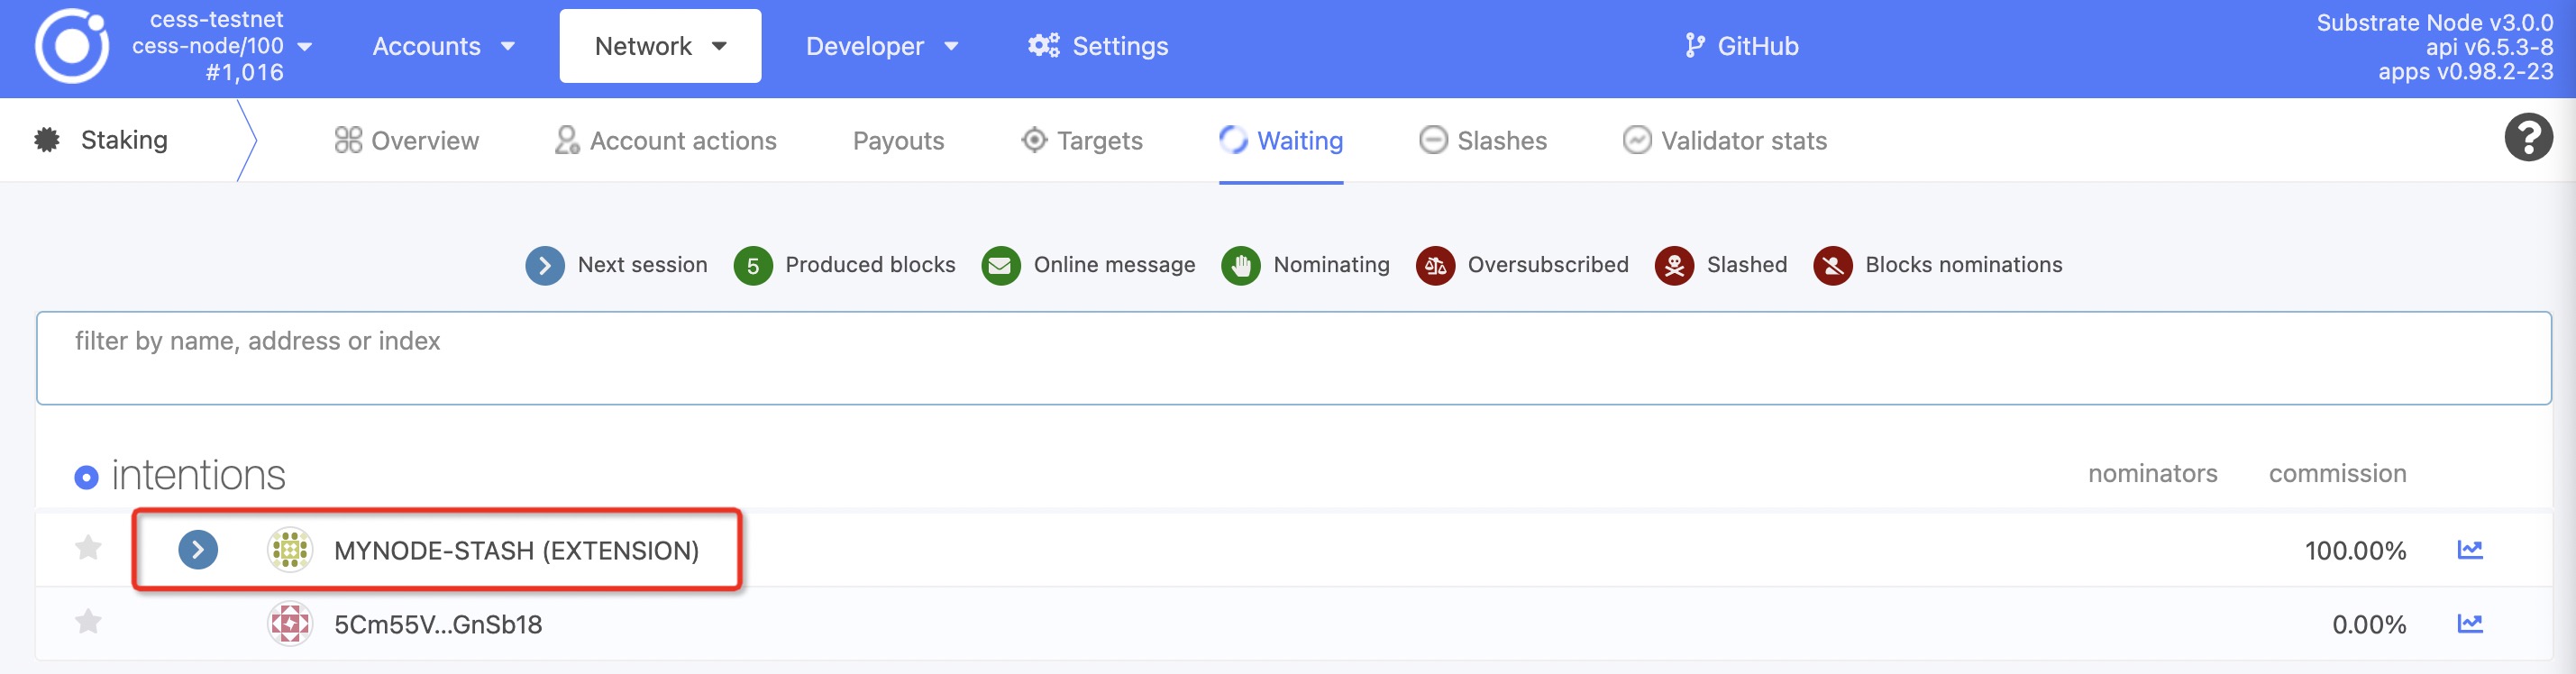 cess-testnet
cess-node/100
#1,016
Accounts
Network
Developer
Settings
GitHub
Substrate Node v3.0.0
api v6.5.3-8
apps v0.98.2-23
Staking
Overview
Account actions
Payouts
Targets
Waiting
Slashes
Validator stats
?
Next session
5 Produced blocks
Online message
Nominating
Oversubscribed
Slashed
Blocks nominations
filter by name, address or index
intentions nominators commission
MYNODE-STASH (EXTENSION) 100.00%
5Cm55V...GnSb18 0.00%